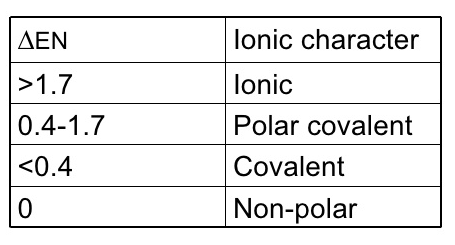 ΔEN Ionic character
>1.7 Ionic
0.4-1.7 Polar covalent
<0.4 Covalent
0 Non-polar